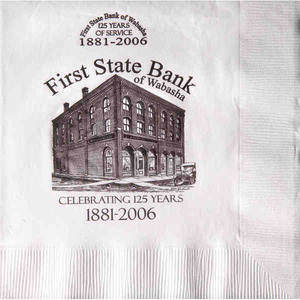 First State Bank of Wabasha
125 YEARS
OF SERVICE
1881-2006
First State Bank
of Wabasha
CELEBRATING 125 YEARS
1881-2006